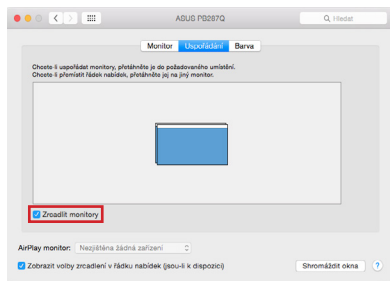 ASUS PB287Q
Hledat
Monitor Uspořádání Barva
Chcete-li uspořádat monitory, přetáhněte je do požadovaného umístění.
Chcete-li přemístit řádek nabídek, přetáhněte jej na jiný monitor.
Zrcadlit monitory
AirPlay monitor: Nezjištěna žádná zařízení
Zobrazit volby zrcadlení v řádku nabídek (jsou-li k dispozici)
Shromáždit okna ?